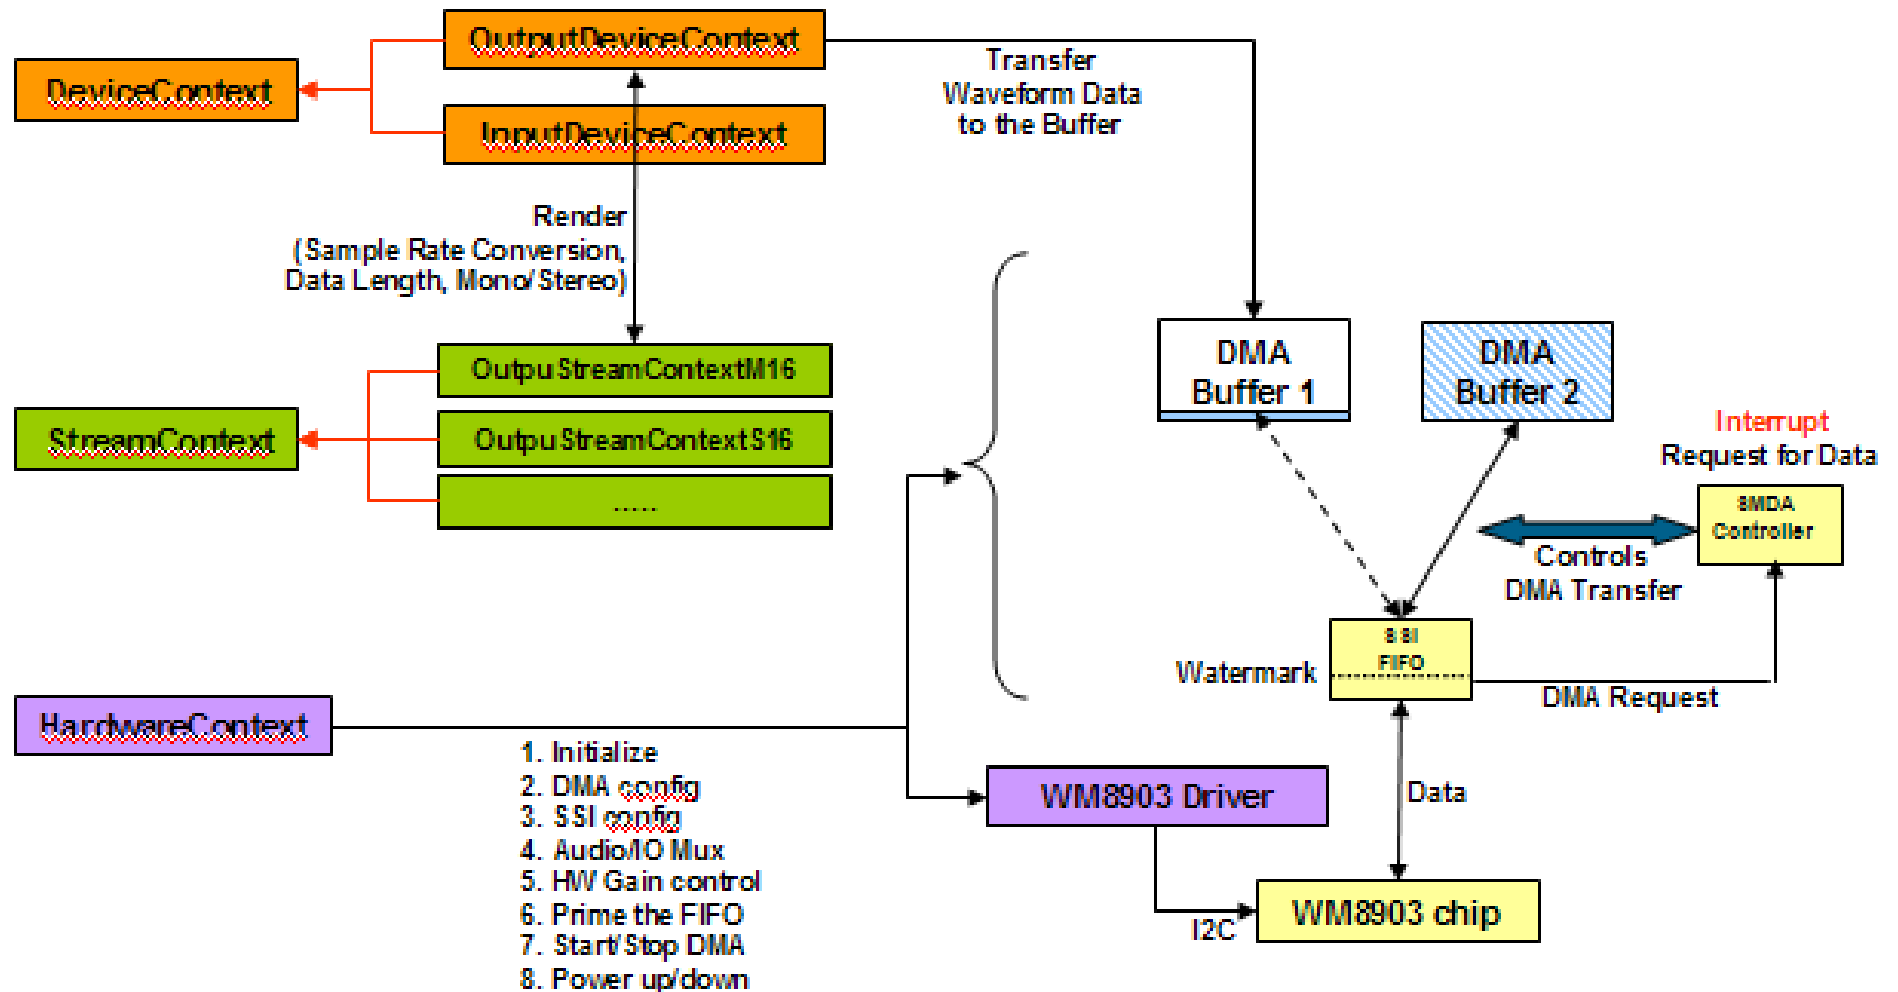 OutputDeviceContext
DeviceContext
InputDeviceContext
Transfer
Waveform Data
to the Buffer
Render
(Sample Rate Conversion,
Data Length, Mono/Stereo)
OutpuStreamContextM16
StreamContext
OutpuStreamContextS16
.....
DMA
Buffer 1
DMA
Buffer 2
Interrupt
Request for Data
SMDA
Controller
Controls
DMA Transfer
SSI
FIFO
Watermark
DMA Request
HardwareContext
1. Initialize
2. DMA config
3. SSI config
4. Audio/IO Mux
5. HW Gain control
6. Prime the FIFO
7. Start/Stop DMA
8. Power up/down
WM8903 Driver
Data
I2C
WM8903 chip